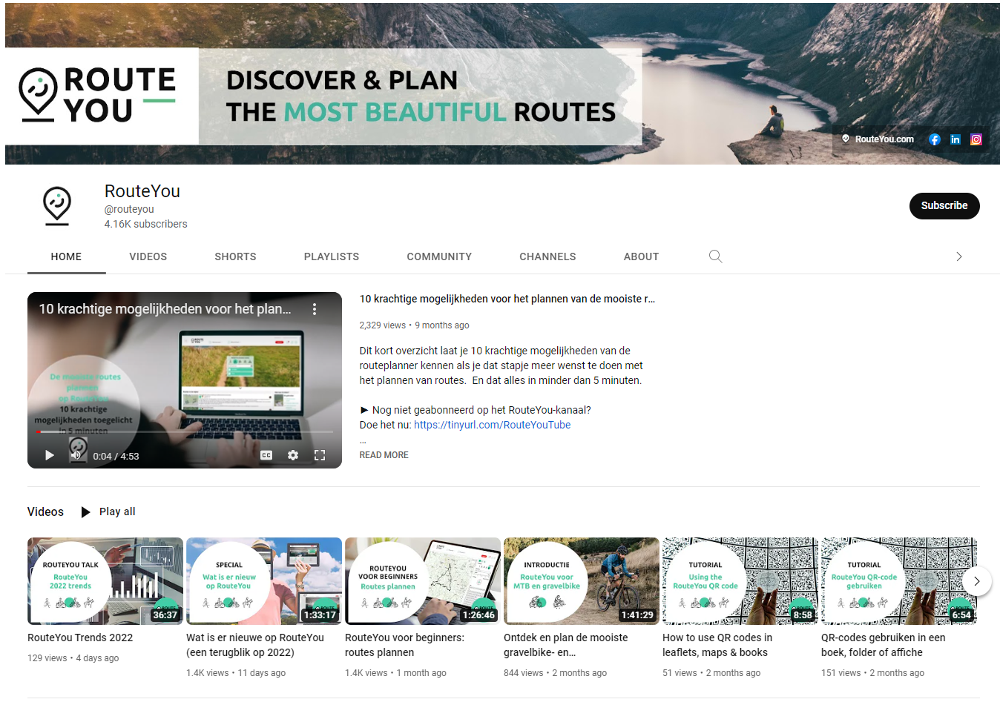 ROUTE
YOU
DISCOVER & PLAN
THE MOST BEAUTIFUL ROUTES
RouteYou.com
RouteYou
@routeyou
4.16K subscribers
Subscribe
HOME
VIDEOS
SHORTS
PLAYLISTS
COMMUNITY
CHANNELS
ABOUT
10 krachtige mogelijkheden voor het plan...
De mooiste routes
plannen
op RouteYou
10 krachtige
mogelijkheden toegelicht
in 5 minuten
0:04 / 4:53
10 krachtige mogelijkheden voor het plannen van de mooiste r...
2,329 views • 9 months ago
Dit kort overzicht laat je 10 krachtige mogelijkheden van de
routeplanner kennen als je dat stapje meer wenst te doen met
het plannen van routes.  En dat alles in minder dan 5 minuten.
► Nog niet geabonneerd op het RouteYou-kanaal?
Doe het nu: https://tinyurl.com/RouteYouTube
...
READ MORE
Videos
Play all
ROUTEYOU TALK
RouteYou
2022 trends
36:37
RouteYou Trends 2022
129 views • 4 days ago
SPECIAL
Wat is er nieuw
op RouteYou
1:33:17
Wat is er nieuwe op RouteYou
(een terugblik op 2022)
1.4K views • 11 days ago
ROUTEYOU
VOOR BEGINNERS
Routes plannen
1:26:46
RouteYou voor beginners:
routes plannen
1.4K views • 1 month ago
INTRODUCTIE
RouteYou voor
MTB en gravelbike
1:41:29
Ontdek en plan de mooiste
gravelbike- en...
844 views • 2 months ago
TUTORIAL
Using the
RouteYou QR code
8:58
How to use QR codes in
leaflets, maps & books
51 views • 2 months ago
TUTORIAL
RouteYou QR-code
gebruiken
6:54
QR-codes gebruiken in een
boek, folder of affiche
151 views • 2 months ago